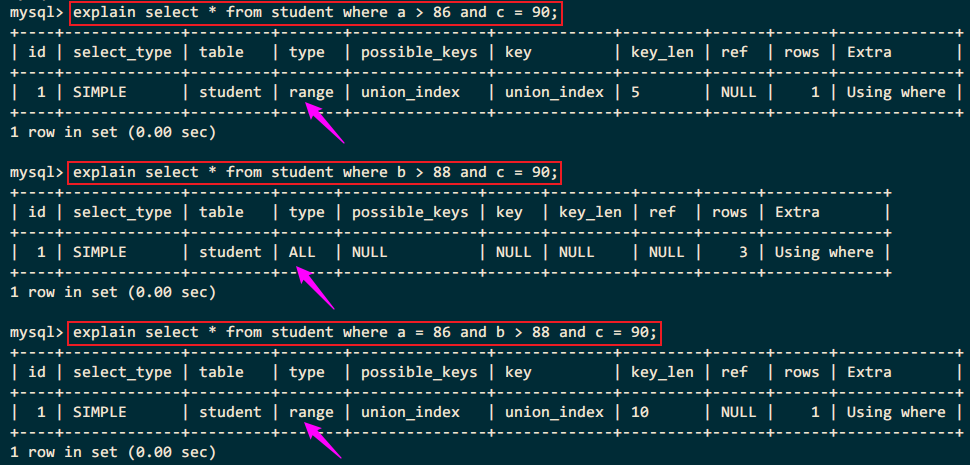 mysql> explain select * from student where a > 86 and c = 90;
+----+-------------+---------+-------+---------------+-------------+---------+------+------+-------------+
| id | select_type | table | type | possible_keys | key | key_len | ref | rows | Extra |
+----+-------------+---------+-------+---------------+-------------+---------+------+------+-------------+
| 1 | SIMPLE | student | range | union_index | union_index | 5 | NULL | 1 | Using where |
+----+-------------+---------+-------+---------------+-------------+---------+------+------+-------------+
1 row in set (0.00 sec)
mysql> explain select * from student where b > 88 and c = 90;
+----+-------------+---------+------+---------------+------+---------+------+------+-------------+
| id | select_type | table | type | possible_keys | key | key_len | ref | rows | Extra |
+----+-------------+---------+------+---------------+------+---------+------+------+-------------+
| 1 | SIMPLE | student | ALL | NULL | NULL | NULL | NULL | 3 | Using where |
+----+-------------+---------+------+---------------+------+---------+------+------+-------------+
1 row in set (0.00 sec)
mysql> explain select * from student where a = 86 and b > 88 and c = 90;
+----+-------------+---------+-------+---------------+-------------+---------+------+------+-------------+
| id | select_type | table | type | possible_keys | key | key_len | ref | rows | Extra |
+----+-------------+---------+-------+---------------+-------------+---------+------+------+-------------+
| 1 | SIMPLE | student | range | union_index | union_index | 10 | NULL | 1 | Using where |
+----+-------------+---------+-------+---------------+-------------+---------+------+------+-------------+
1 row in set (0.00 sec)